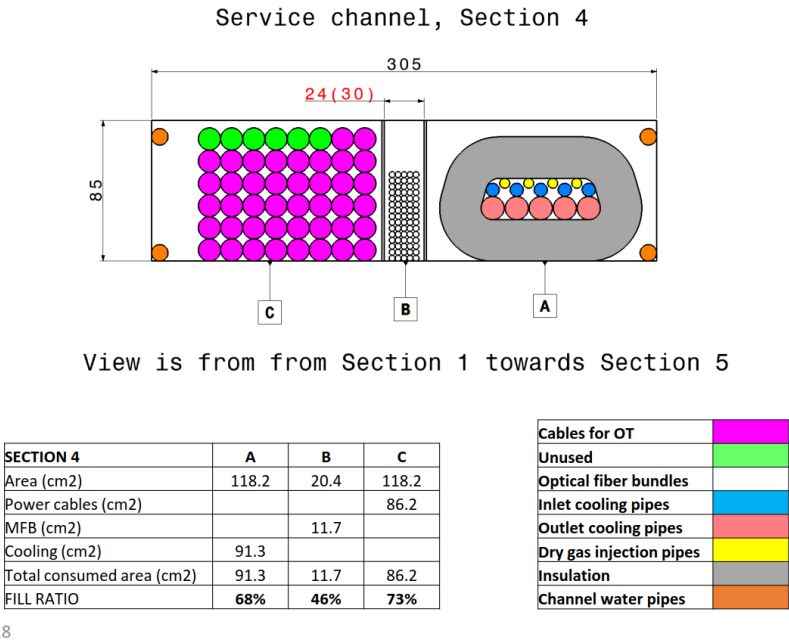 Service channel, Section 4
305
24(30)
85
C
B
A
View is from from Section 1 towards Section 5
SECTION 4 A B C
Area (cm2) 118.2 20.4 118.2
Power cables (cm2) 86.2
MFB (cm2) 11.7
Cooling (cm2) 91.3
Total consumed area (cm2) 91.3 11.7 86.2
FILL RATIO 68% 46% 73%
Cables for OT
Unused
Optical fiber bundles
Inlet cooling pipes
Outlet cooling pipes
Dry gas injection pipes
Insulation
Channel water pipes
8